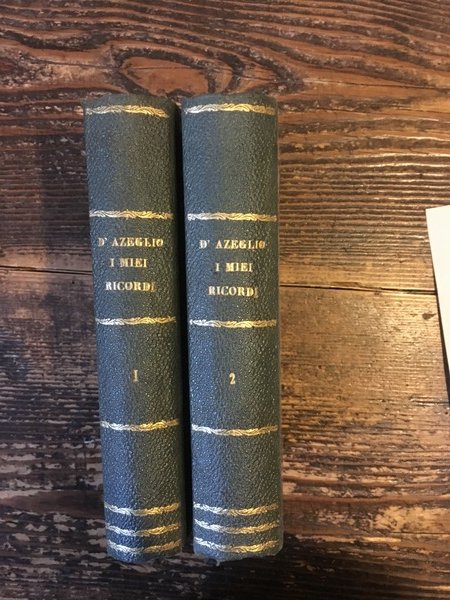 D' AZEGLIO
I MIEI
RICORDI
I
D' AZEGLIO
I MIEI
RICORDI
2